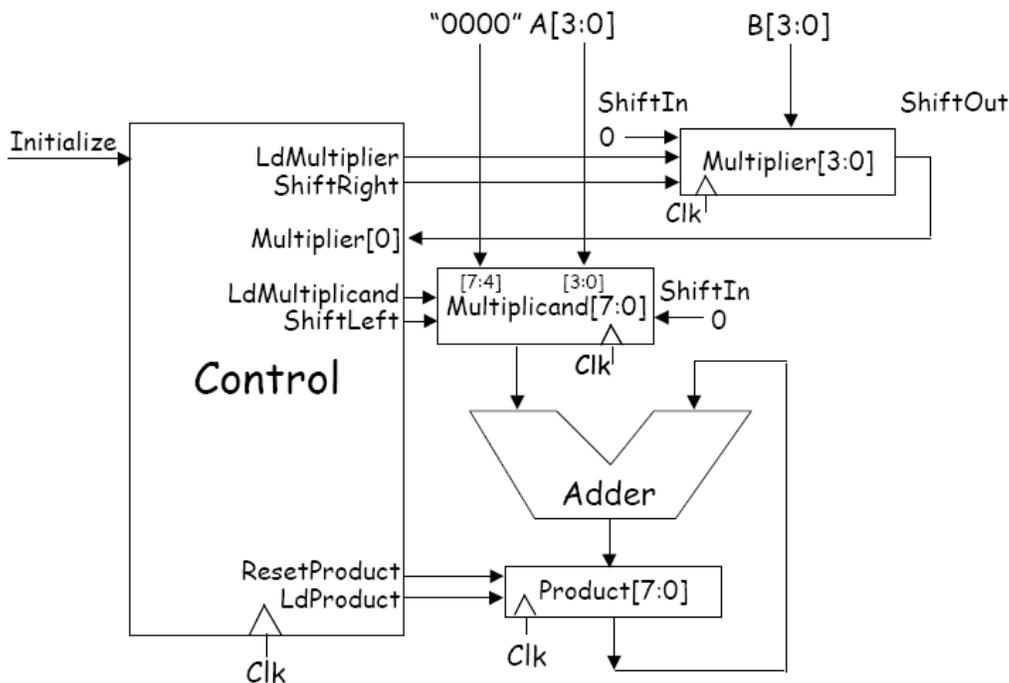 “0000” A[3:0]
B[3:0]
ShiftIn
0
ShiftOut
Initialize
LdMultiplier
ShiftRight
Multiplier[3:0]
Clk
Multiplier[0]
[7:4]
[3:0]
LdMultiplicand
ShiftLeft
Multiplicand[7:0]
ShiftIn
0
Clk
Control
Adder
ResetProduct
LdProduct
Product[7:0]
Clk
Clk